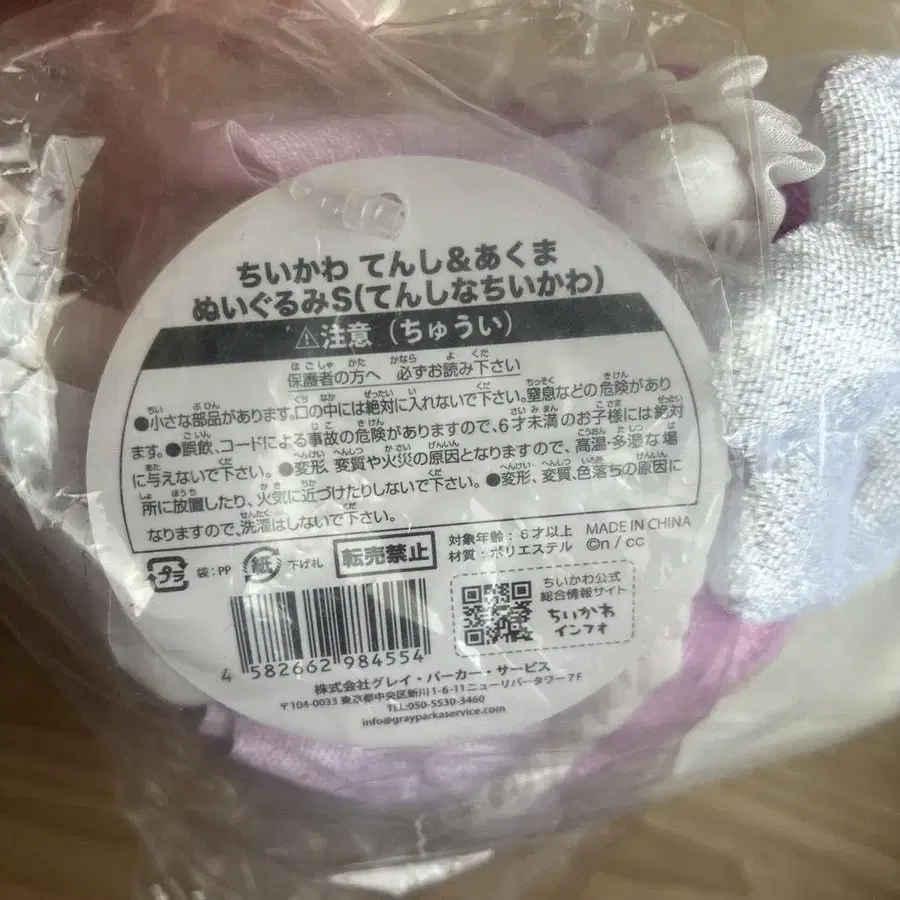 ちいかわ てんし&あくま
ぬいぐるみS(てんしなちいかわ)
⚠注意(ちゅうい)
保護者の方へ 必ずお読み下さい
●小さな部品があります。口の中には絶対に入れないで下さい。窒息などの危険があり
ます。●誤飲、コードによる事故の危険がありますので、6才未満のお子様には絶対
に与えないで下さい。●変形、変質や火災の原因となりますので、高温・多湿な場
所に放置したり、火気に近づけたりしないで下さい。●変形、変質、色落ちの原因に
なりますので、洗濯はしないで下さい。
プラ 袋:PP 紙 下げ札 転売禁止
対象年齢:6才以上 MADE IN CHINA
材質:ポリエステル ©n / cc
ちいかわ公式
総合情報サイト
ちいかわ
インフォ
4 582662 984554
株式会社グレイ・パーカー・サービス
〒104-0033 東京都中央区新川1-6-11ニューリバータワー7F
TEL:050-5530-3460
info@grayparkaservice.com